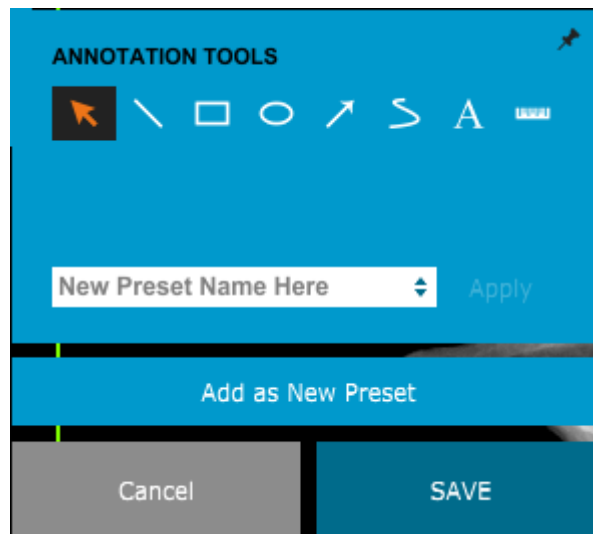 ANNOTATION TOOLS
A
New Preset Name Here
Apply
Add as New Preset
Cancel
SAVE